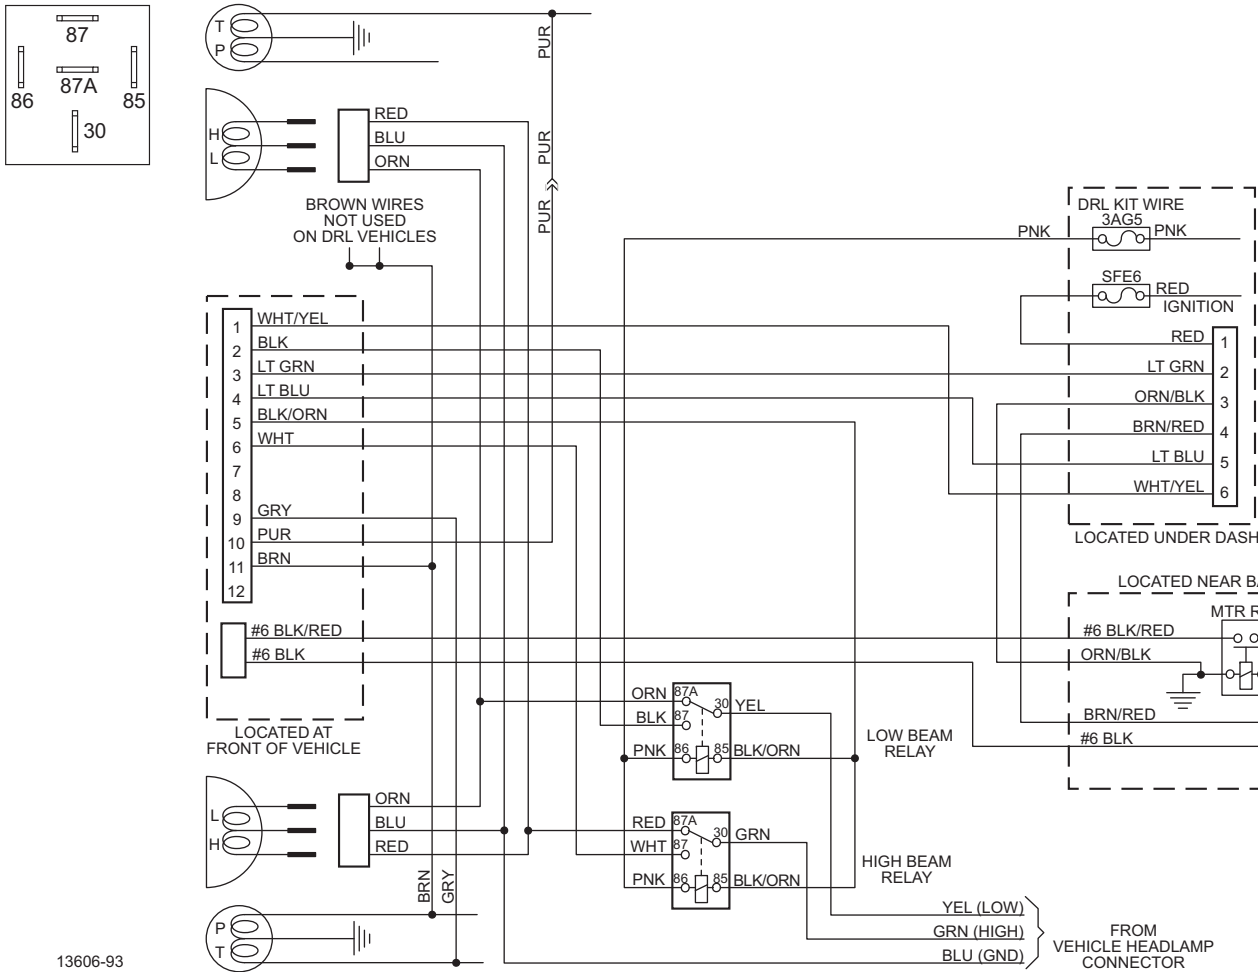 87
87A
86
85
30
T
P
PUR
H
L
RED
BLU
ORN
PUR
PUR
BROWN WIRES
NOT USED
ON DRL VEHICLES
DRL KIT WIRE
3AG5
PNK
PNK
SFE6
RED
IGNITION
1 WHT/YEL
2 BLK
3 LT GRN
4 LT BLU
5 BLK/ORN
6 WHT
7
8
9 GRY
10 PUR
11 BRN
12
RED 1
LT GRN 2
ORN/BLK 3
BRN/RED 4
LT BLU 5
WHT/YEL 6
LOCATED UNDER DASH
LOCATED NEAR B
MTR R
#6 BLK/RED
#6 BLK
#6 BLK/RED
ORN/BLK
BRN/RED
#6 BLK
LOCATED AT
FRONT OF VEHICLE
ORN 87A
30 YEL
BLK 87
PNK 86
85 BLK/ORN
LOW BEAM
RELAY
L
H
ORN
BLU
RED
RED 87A
30 GRN
WHT 87
PNK 86
85 BLK/ORN
HIGH BEAM
RELAY
BRN
GRY
P
T
YEL (LOW)
GRN (HIGH)
BLU (GND)
FROM
VEHICLE HEADLAMP
CONNECTOR
13606-93